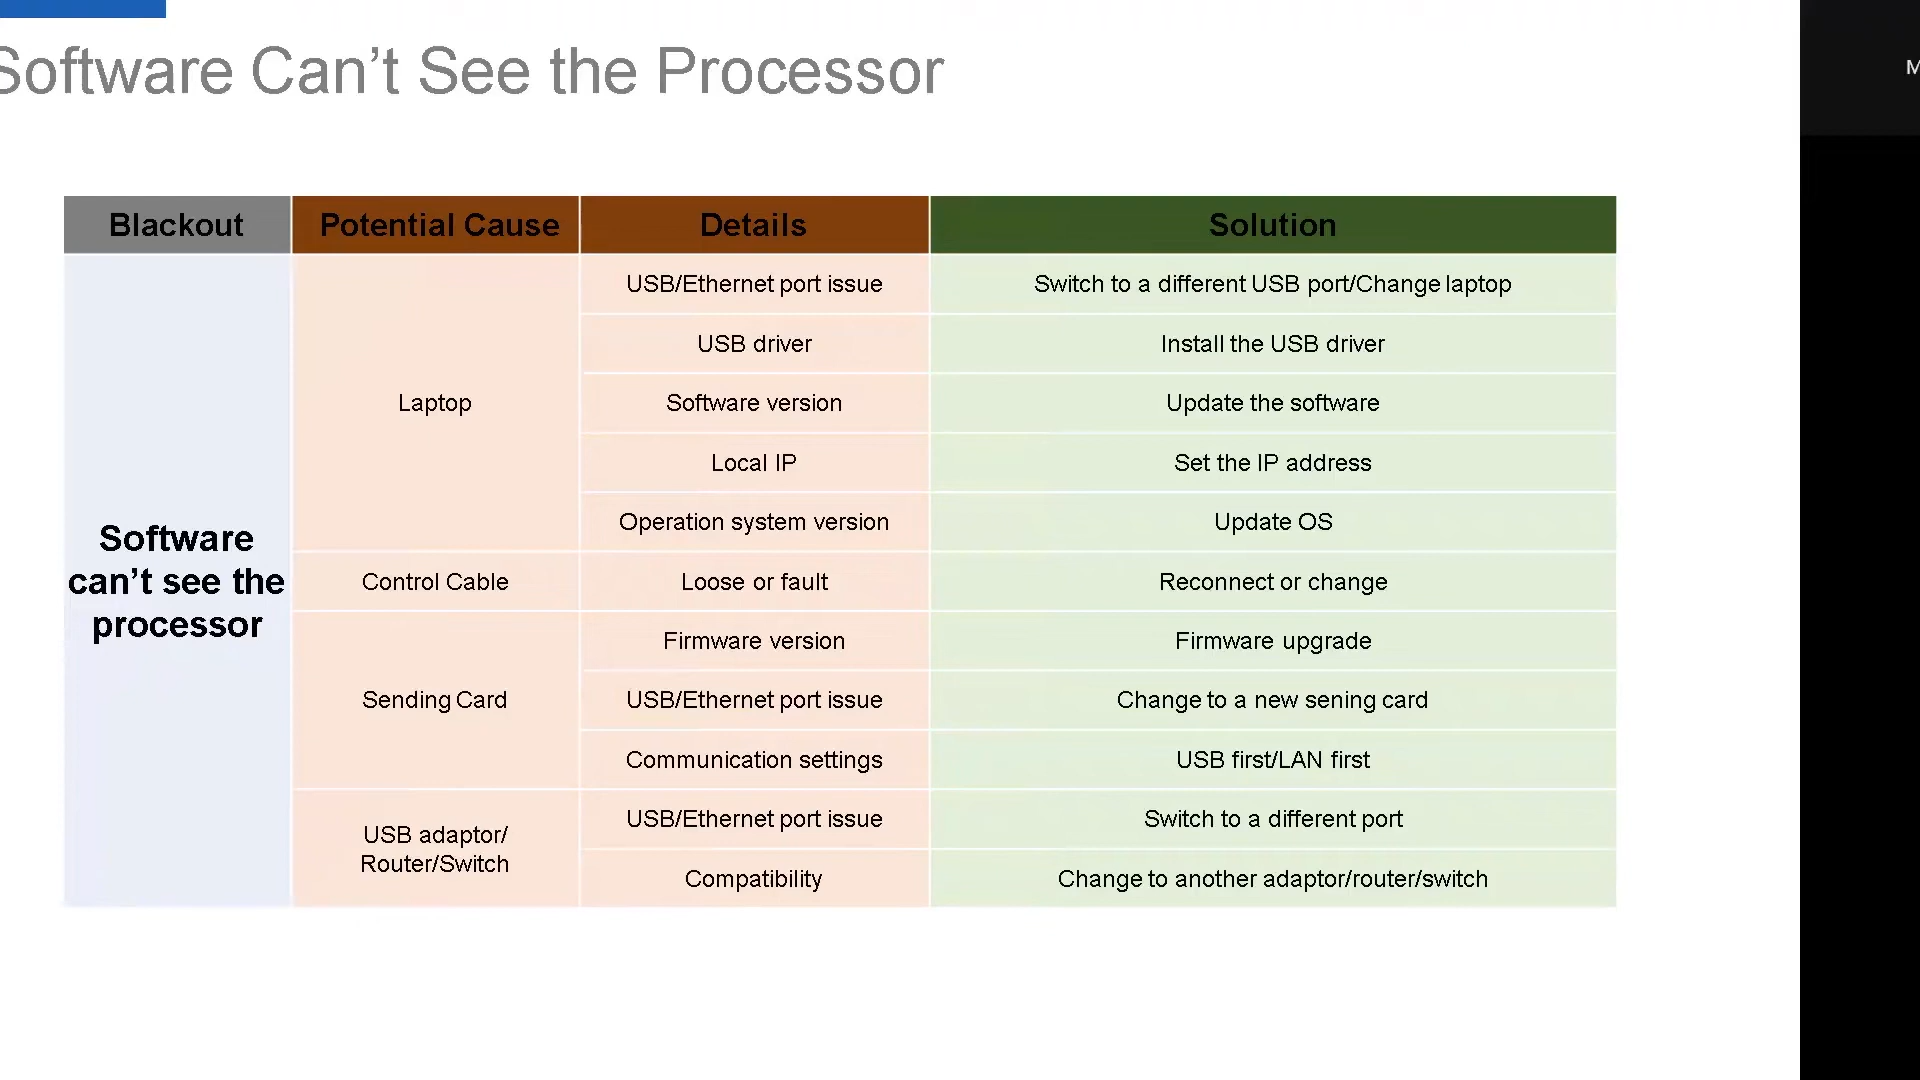 Software Can’t See the Processor
M
Blackout Potential Cause Details Solution
Software
can’t see the
processor
Laptop
USB/Ethernet port issue Switch to a different USB port/Change laptop
USB driver Install the USB driver
Software version Update the software
Local IP Set the IP address
Operation system version Update OS
Control Cable Loose or fault Reconnect or change
Sending Card
Firmware version Firmware upgrade
USB/Ethernet port issue Change to a new sening card
Communication settings USB first/LAN first
USB adaptor/
Router/Switch
USB/Ethernet port issue Switch to a different port
Compatibility Change to another adaptor/router/switch